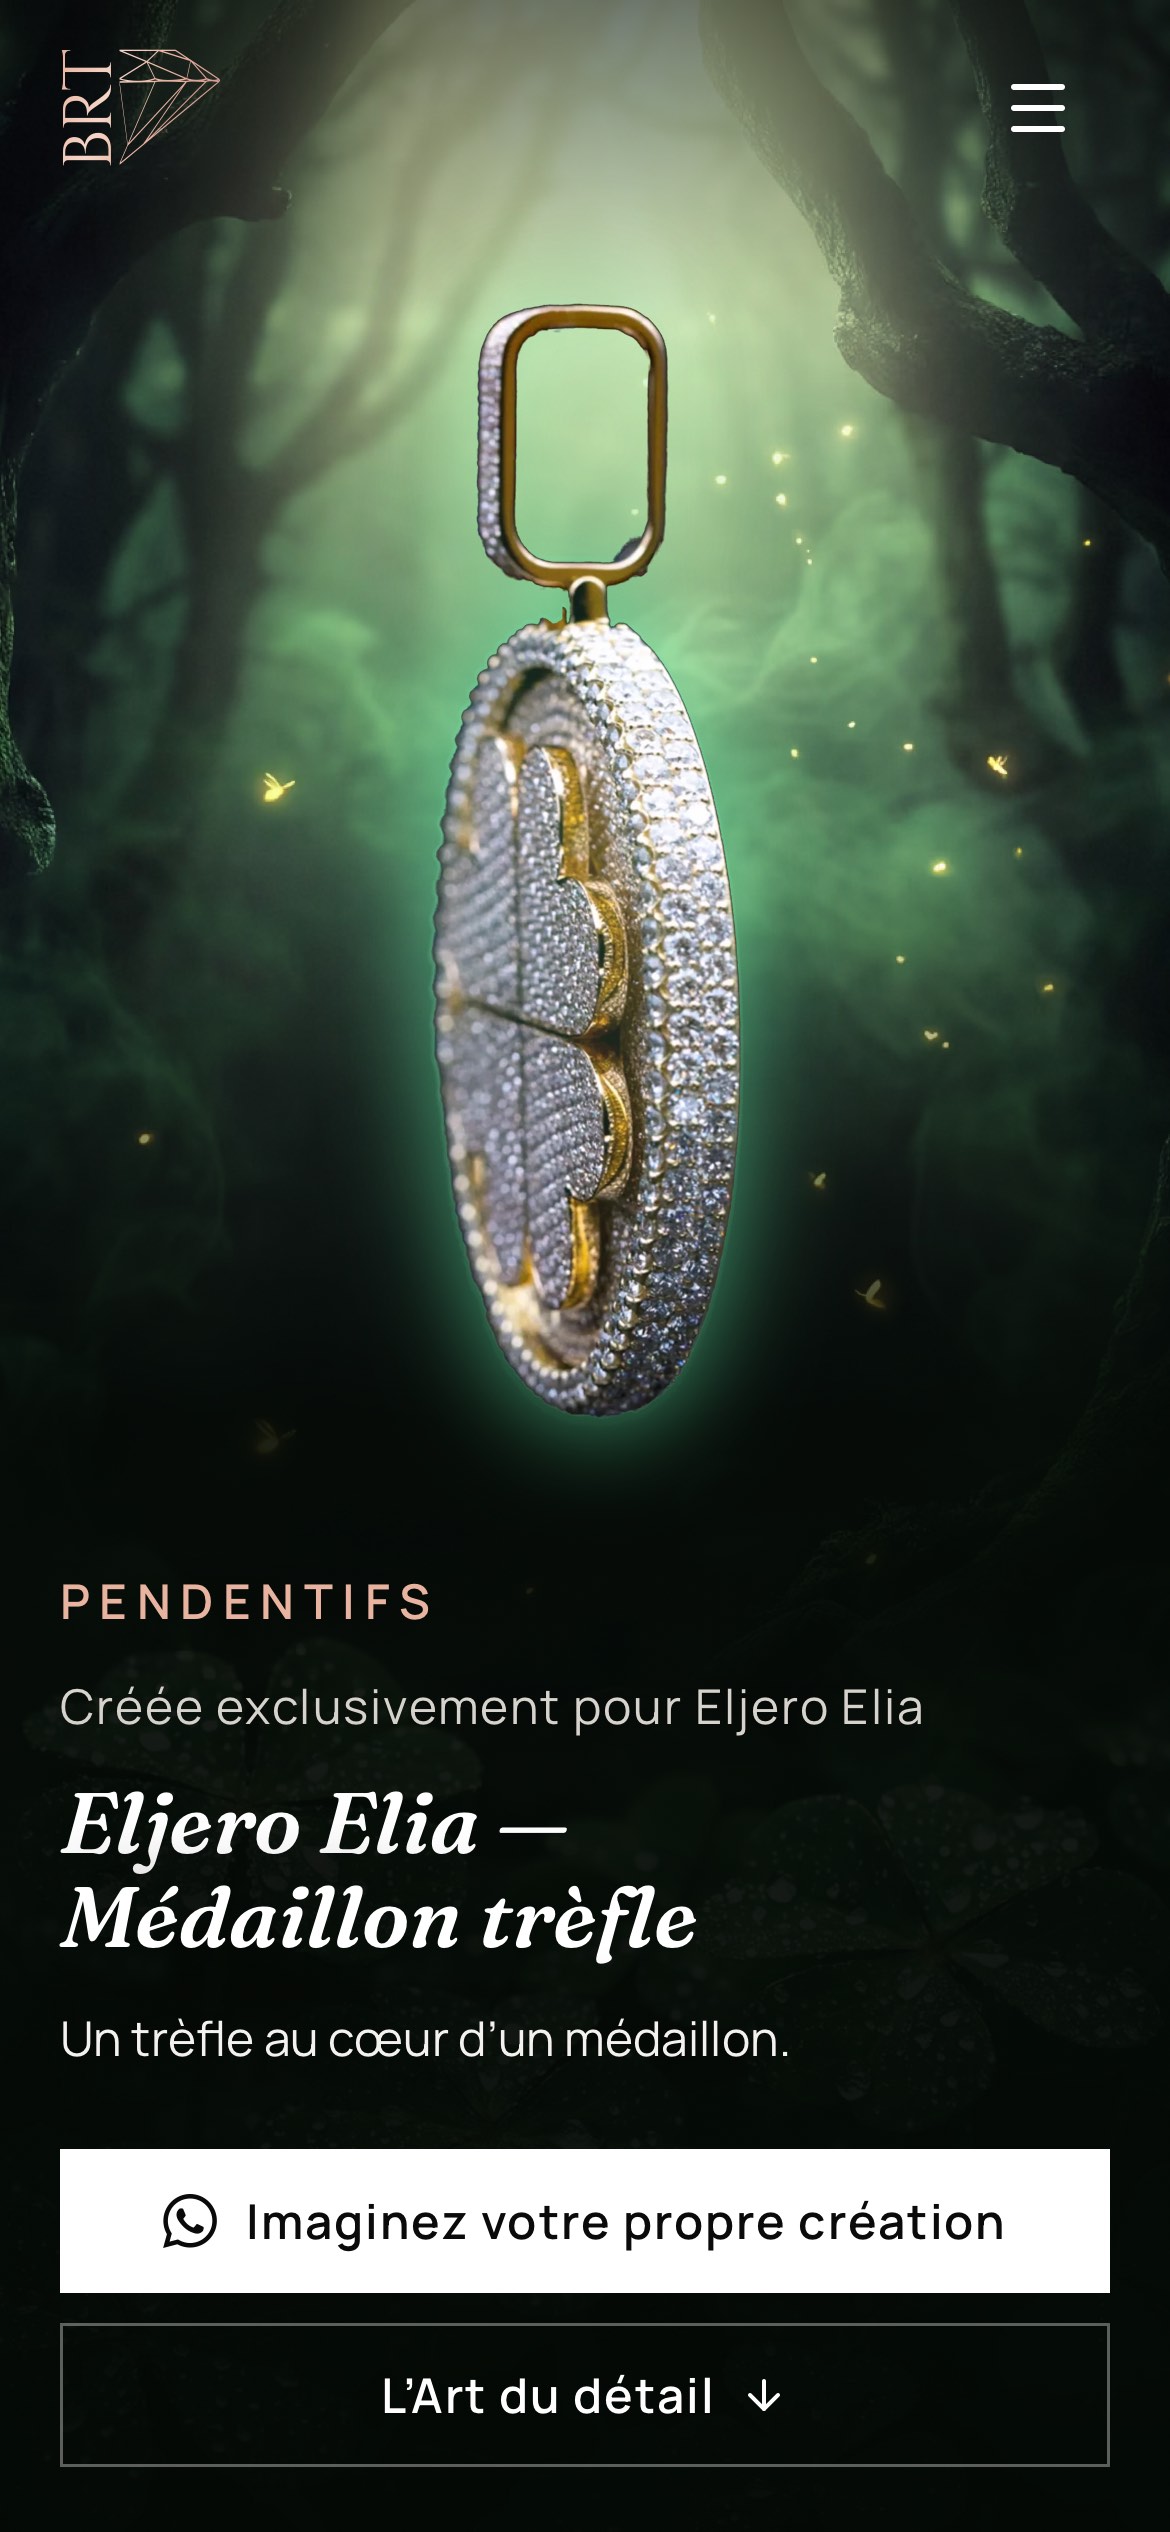 BRT
PENDENTIFS
Créée exclusivement pour Eljero Elia
Eljero Elia —
Médaillon trèfle
Un trèfle au cœur d’un médaillon.
Imaginez votre propre création
L’Art du détail ↓